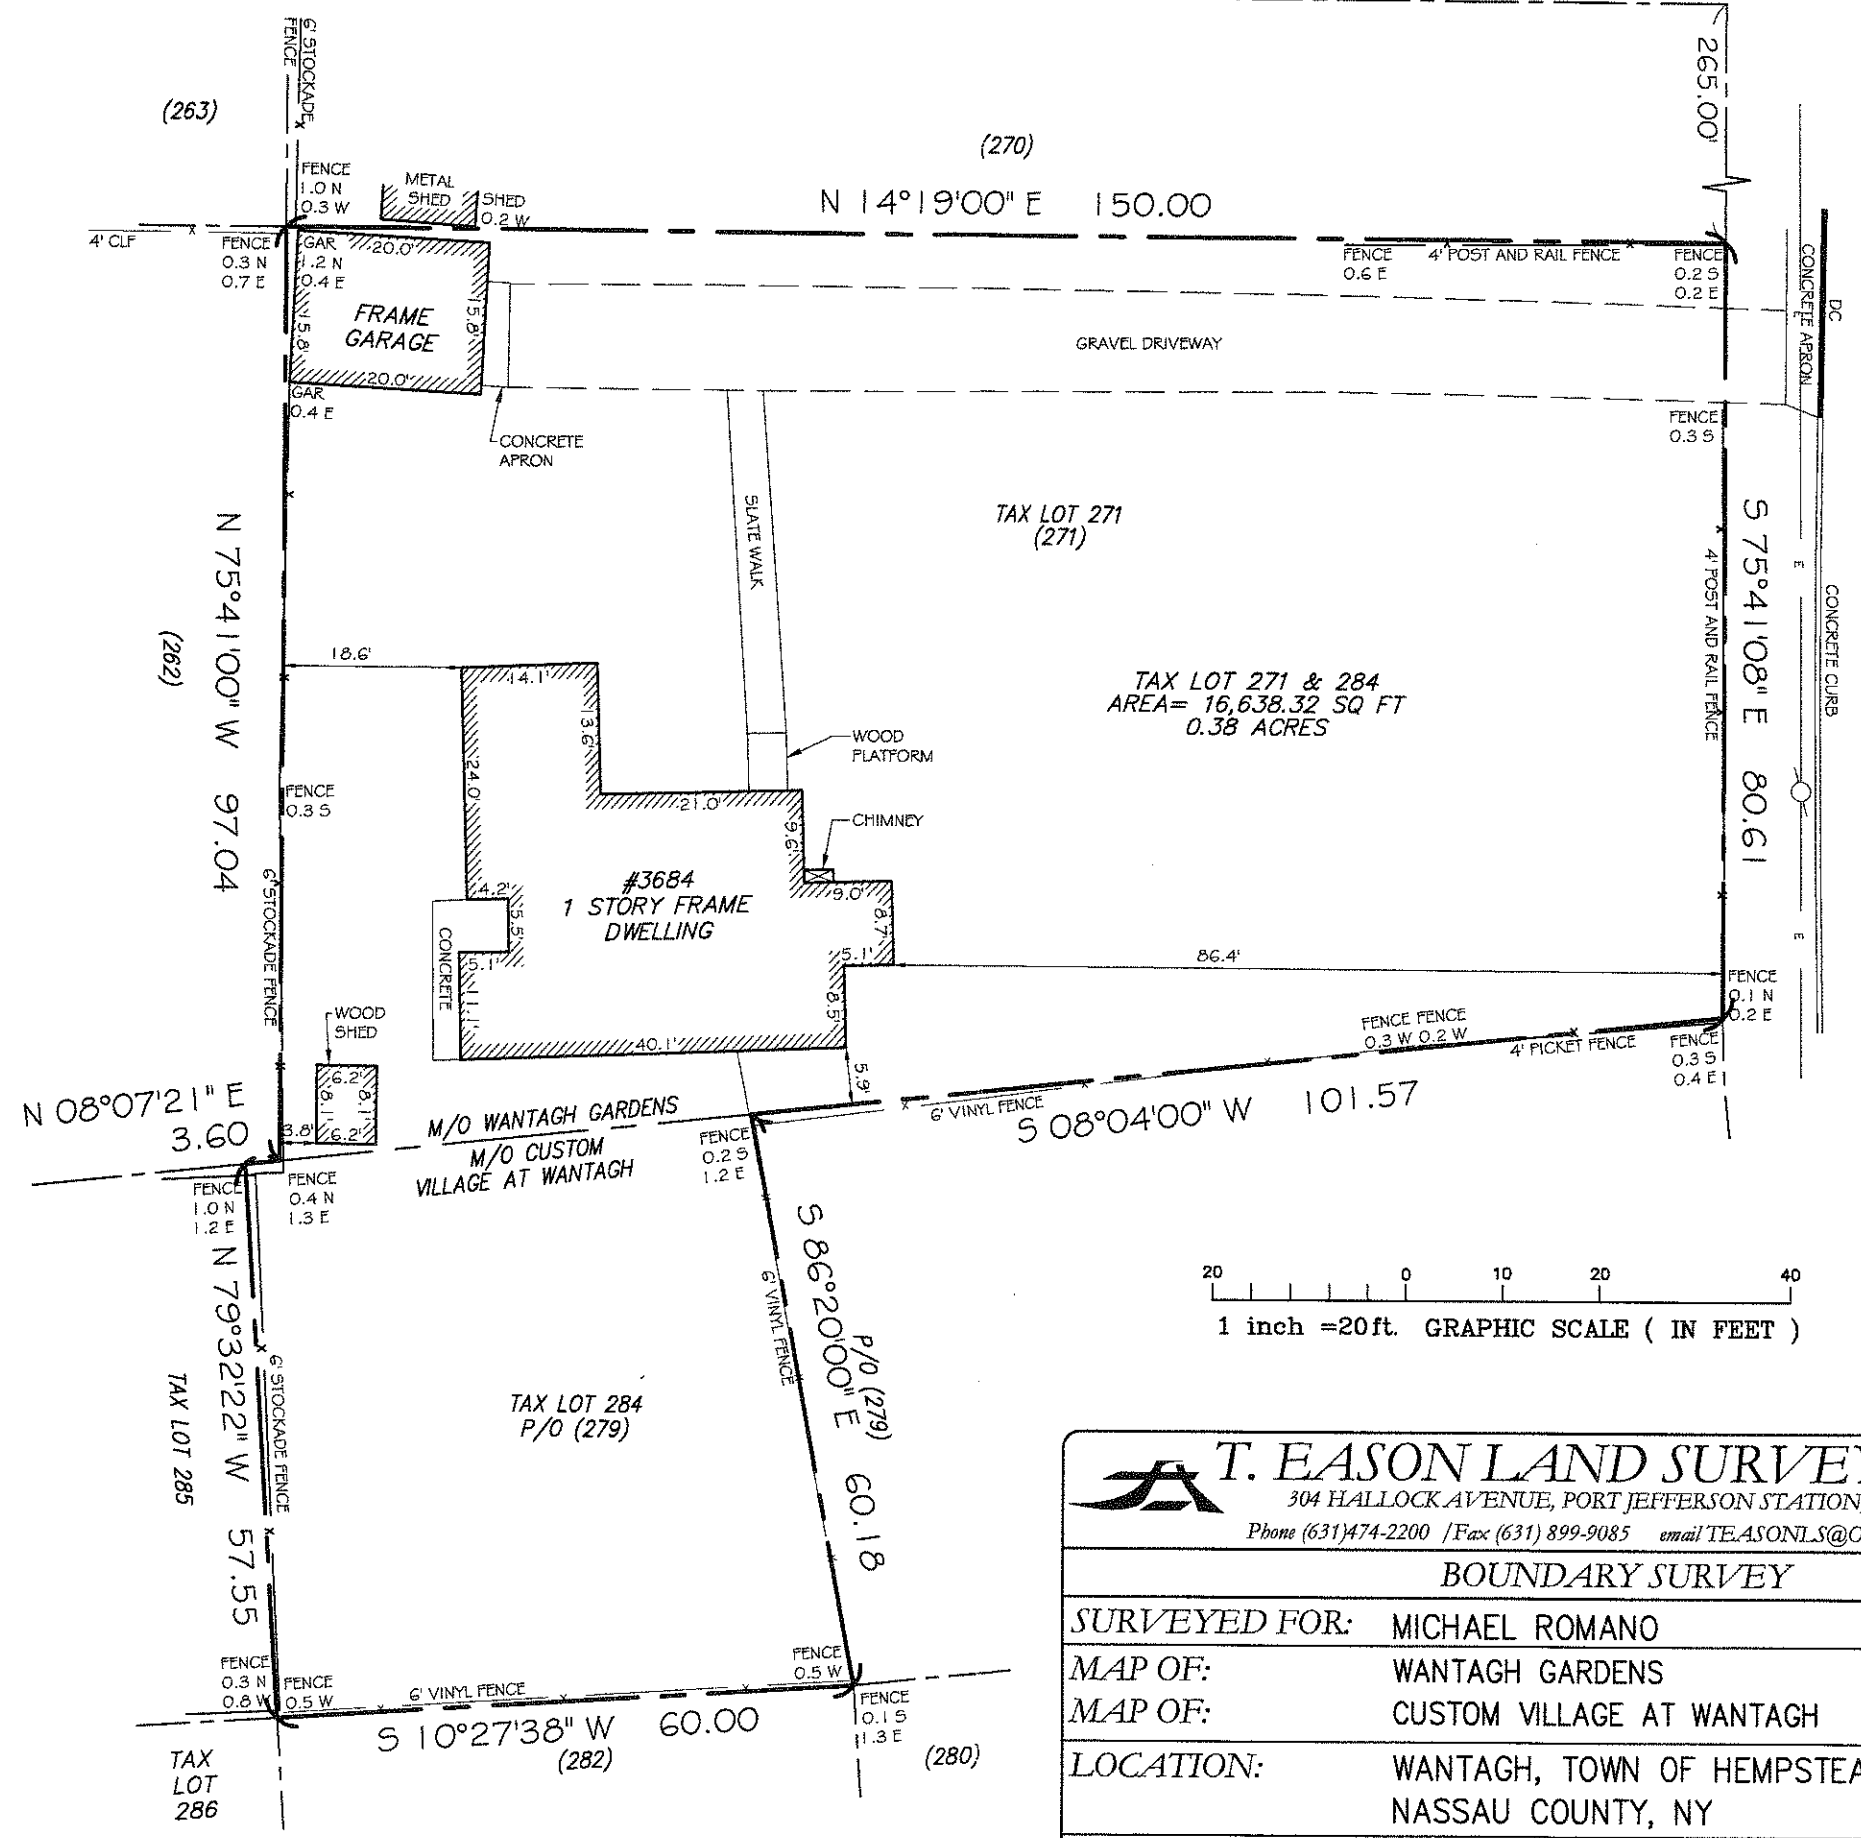 6' STOCKADE
FENCE
(263)
265.00'
(270)
N 14°19'00" E 150.00
FENCE
1.0 N
0.3 W
METAL
SHED
SHED
0.2 W
4' CLF
FENCE
0.3 N
0.7 E
GAR
1.2 N
0.4 E
20.0'
15.8'
FRAME
GARAGE
15.8'
20.0'
GAR
0.4 E
CONCRETE
APRON
GRAVEL DRIVEWAY
FENCE
0.6 E
4' POST AND RAIL FENCE
FENCE
0.2 S
0.2 E
DC
CONCRETE APRON
E
FENCE
0.3 S
N 75°41'00" W 97.04
(262)
SLATE WALK
TAX LOT 271
(271)
S 75°41'08" E 80.61
4' POST AND RAIL FENCE
E
CONCRETE CURB
E
18.6'
14.1'
13.6'
24.0'
TAX LOT 271 & 284
AREA= 16,638.32 SQ FT
0.38 ACRES
WOOD
PLATFORM
FENCE
0.3 S
21.0'
9.6'
CHIMNEY
6' STOCKADE FENCE
#3684
1 STORY FRAME
DWELLING
4.2'
5.5'
5.1'
11.1'
CONCRETE
9.0'
8.7'
5.1'
8.5'
40.1'
86.4'
FENCE
0.1 N
0.2 E
WOOD
SHED
6.2'
8.1'
8.1'
6.2'
3.8'
5.9'
FENCE FENCE
0.3 W 0.2 W
4' PICKET FENCE
FENCE
0.3 S
0.4 E
6' VINYL FENCE
S 08°04'00" W 101.57
N 08°07'21" E
3.60
M/O WANTAGH GARDENS
M/O CUSTOM
VILLAGE AT WANTAGH
FENCE
0.2 S
1.2 E
FENCE
1.0 N
1.2 E
FENCE
0.4 N
1.3 E
N 79°32'22" W 57.55
6' STOCKADE FENCE
TAX LOT 285
S 86°20'00" E 60.18
6' VINYL FENCE
P/O (279)
TAX LOT 284
P/O (279)
20 0 10 20 40
1 inch =20ft. GRAPHIC SCALE ( IN FEET )
FENCE
0.3 N
0.8 W
FENCE
0.5 W
6' VINYL FENCE
FENCE
0.5 W
FENCE
0.1 S
1.3 E
S 10°27'38" W 60.00
(282)
(280)
TAX
LOT
286
T. EASON LAND SURVEY
304 HALLOCK AVENUE, PORT JEFFERSON STATION,
Phone (631)474-2200 /Fax (631) 899-9085 email TEASONLS@O
BOUNDARY SURVEY
SURVEYED FOR: MICHAEL ROMANO
MAP OF: WANTAGH GARDENS
MAP OF: CUSTOM VILLAGE AT WANTAGH
LOCATION: WANTAGH, TOWN OF HEMPSTEA
NASSAU COUNTY, NY